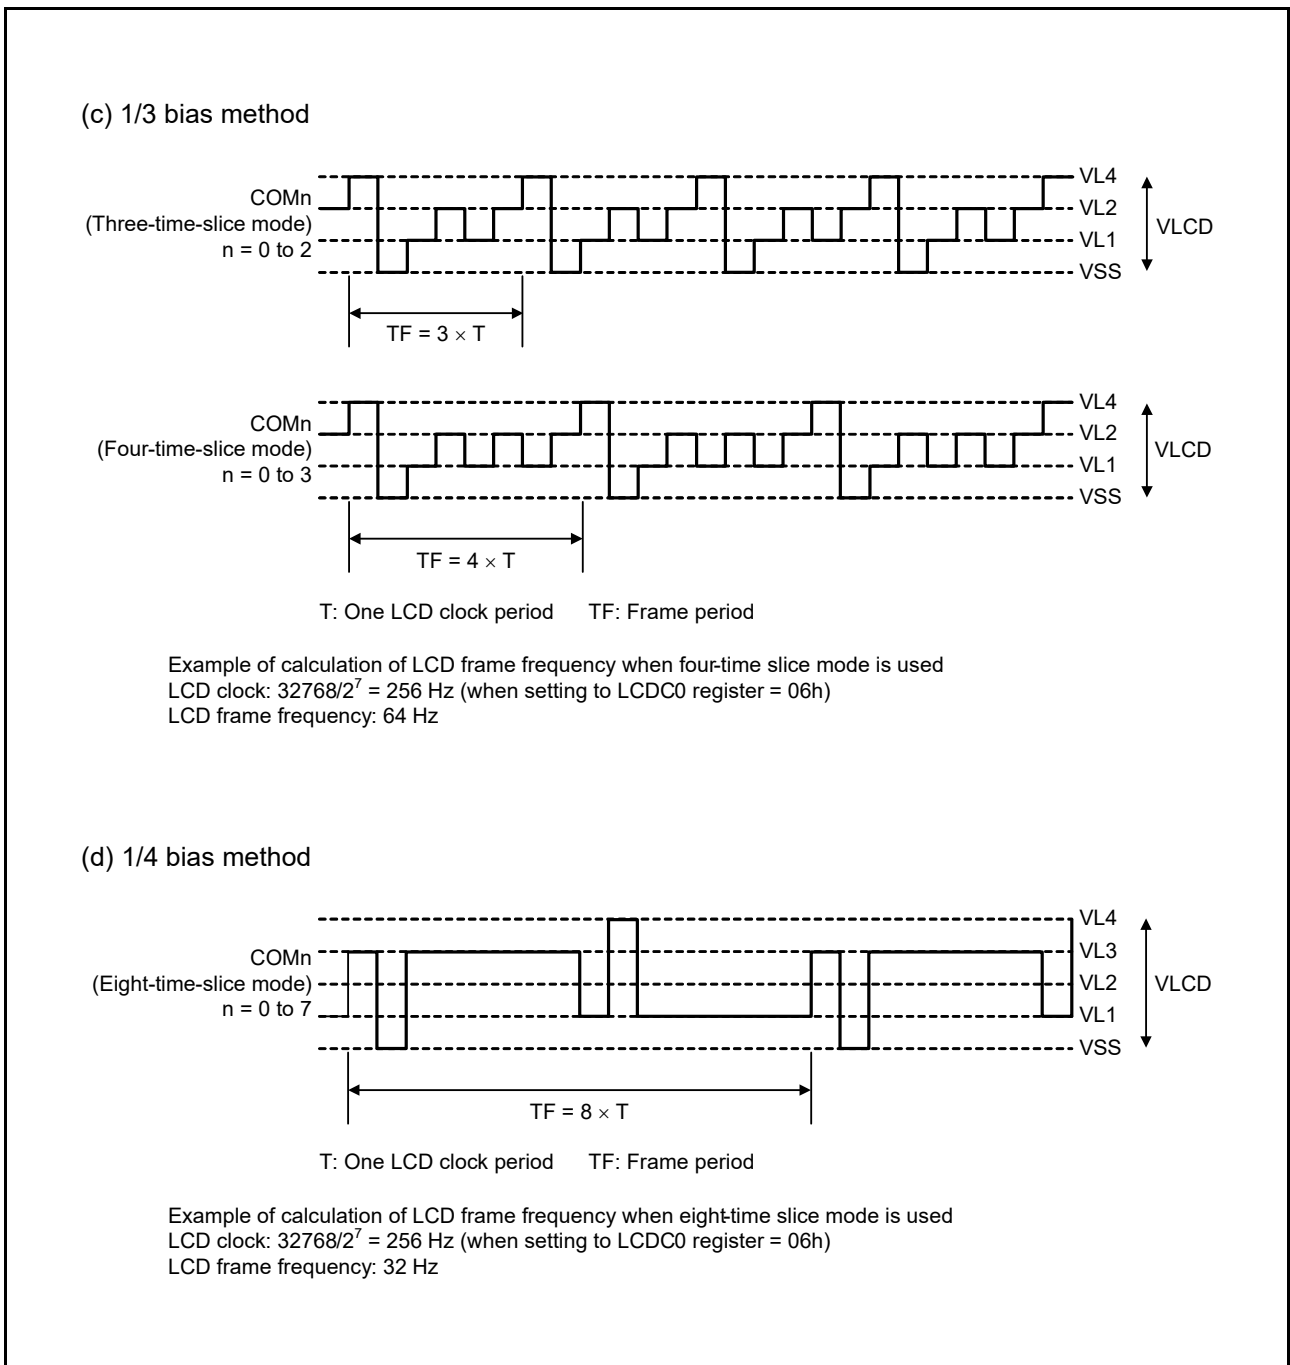 (c) 1/3 bias method
COMn
(Three-time-slice mode)
n = 0 to 2
VL4
VL2
VL1
VSS
VLCD
TF = 3 × T
COMn
(Four-time-slice mode)
n = 0 to 3
VL4
VL2
VL1
VSS
VLCD
TF = 4 × T
T: One LCD clock period TF: Frame period
Example of calculation of LCD frame frequency when four-time slice mode is used
LCD clock: 32768/2⁷ = 256 Hz (when setting to LCDC0 register = 06h)
LCD frame frequency: 64 Hz
(d) 1/4 bias method
COMn
(Eight-time-slice mode)
n = 0 to 7
VL4
VL3
VL2
VL1
VSS
VLCD
TF = 8 × T
T: One LCD clock period TF: Frame period
Example of calculation of LCD frame frequency when eight-time slice mode is used
LCD clock: 32768/2⁷ = 256 Hz (when setting to LCDC0 register = 06h)
LCD frame frequency: 32 Hz